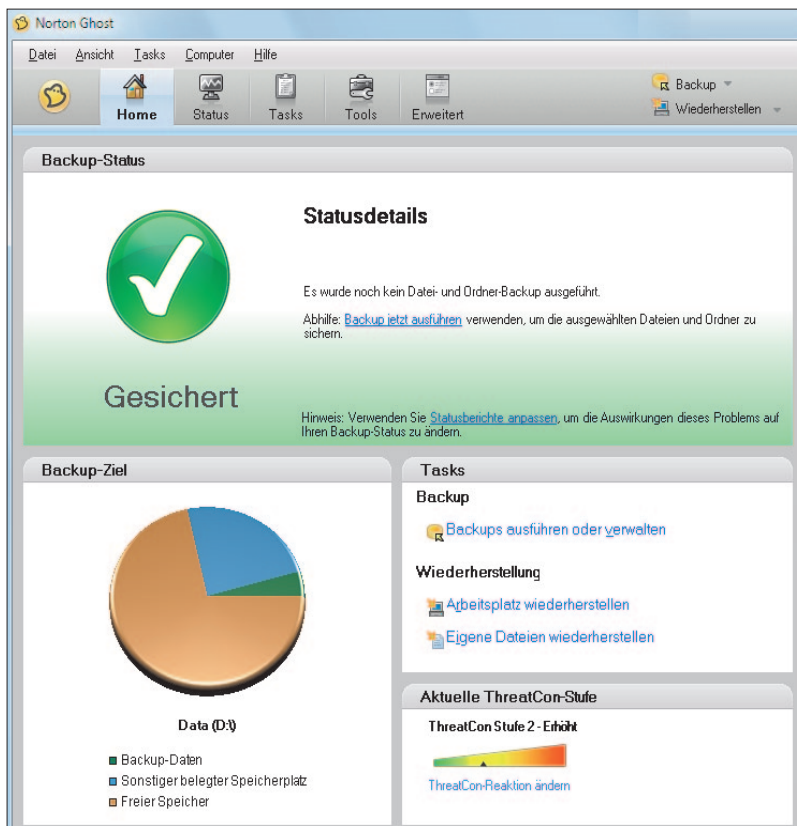 Norton Ghost
Datei Ansicht Tasks Computer Hilfe
Home Status Tasks Tools Erweitert
Backup
Wiederherstellen
Backup-Status
Statusdetails
Es wurde noch kein Datei- und Ordner-Backup ausgeführt.
Abhilfe: Backup jetzt ausführen verwenden, um die ausgewählten Dateien und Ordner zu
sichern.
Gesichert
Hinweis: Verwenden Sie Statusberichte anpassen, um die Auswirkungen dieses Problems auf
Ihren Backup-Status zu ändern.
Backup-Ziel
Data (D:\)
Backup-Daten
Sonstiger belegter Speicherplatz
Freier Speicher
Tasks
Backup
Backups ausführen oder verwalten
Wiederherstellung
Arbeitsplatz wiederherstellen
Eigene Dateien wiederherstellen
Aktuelle ThreatCon-Stufe
ThreatCon Stufe 2 - Erhöht
ThreatCon-Reaktion ändern